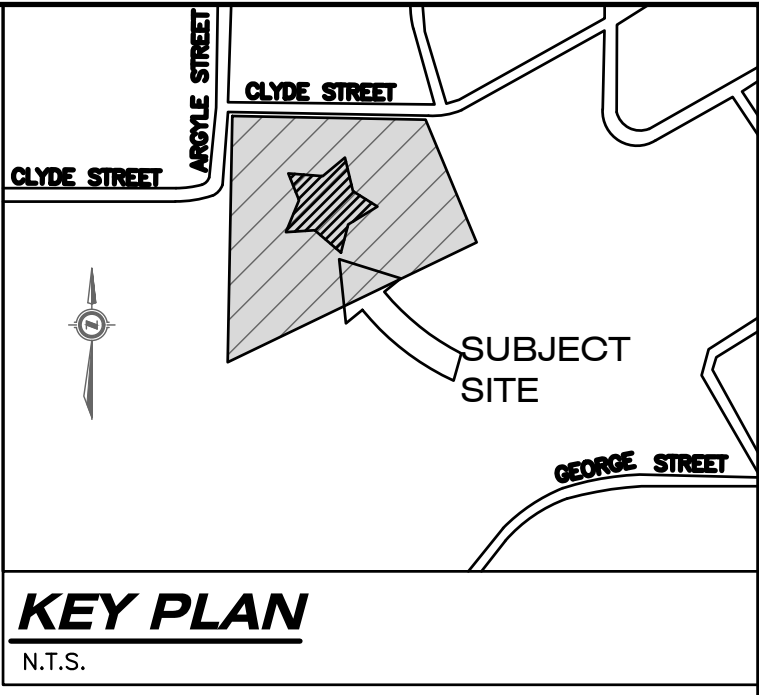 ARGYLE STREET
CLYDE STREET
CLYDE STREET
N
SUBJECT
SITE
GEORGE STREET
KEY PLAN
N.T.S.